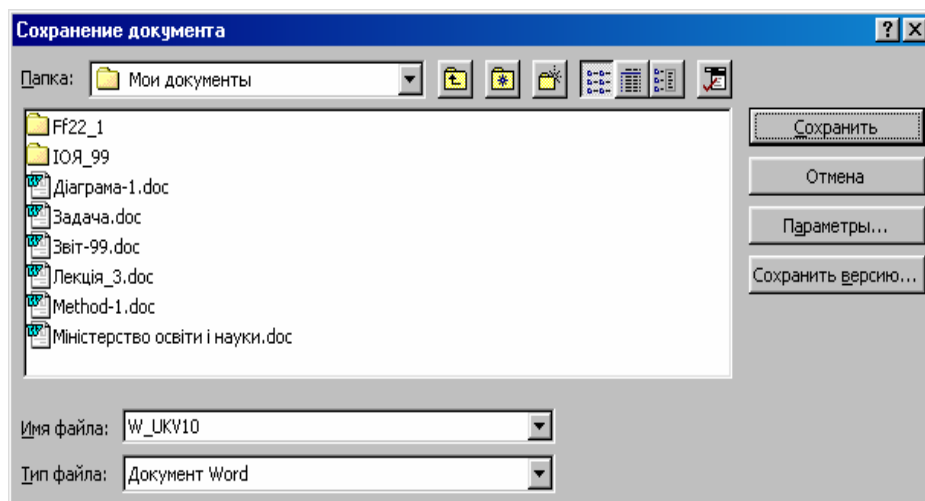 Сохранение документа
Папка: Мои документы
Ff22_1
ІОЯ_99
Діаграма-1.doc
Задача.doc
Звіт-99.doc
Лекція_3.doc
Method-1.doc
Міністерство освіти і науки.doc
Сохранить
Отмена
Параметры...
Сохранить версию...
Имя файла: W_UKV10
Тип файла: Документ Word